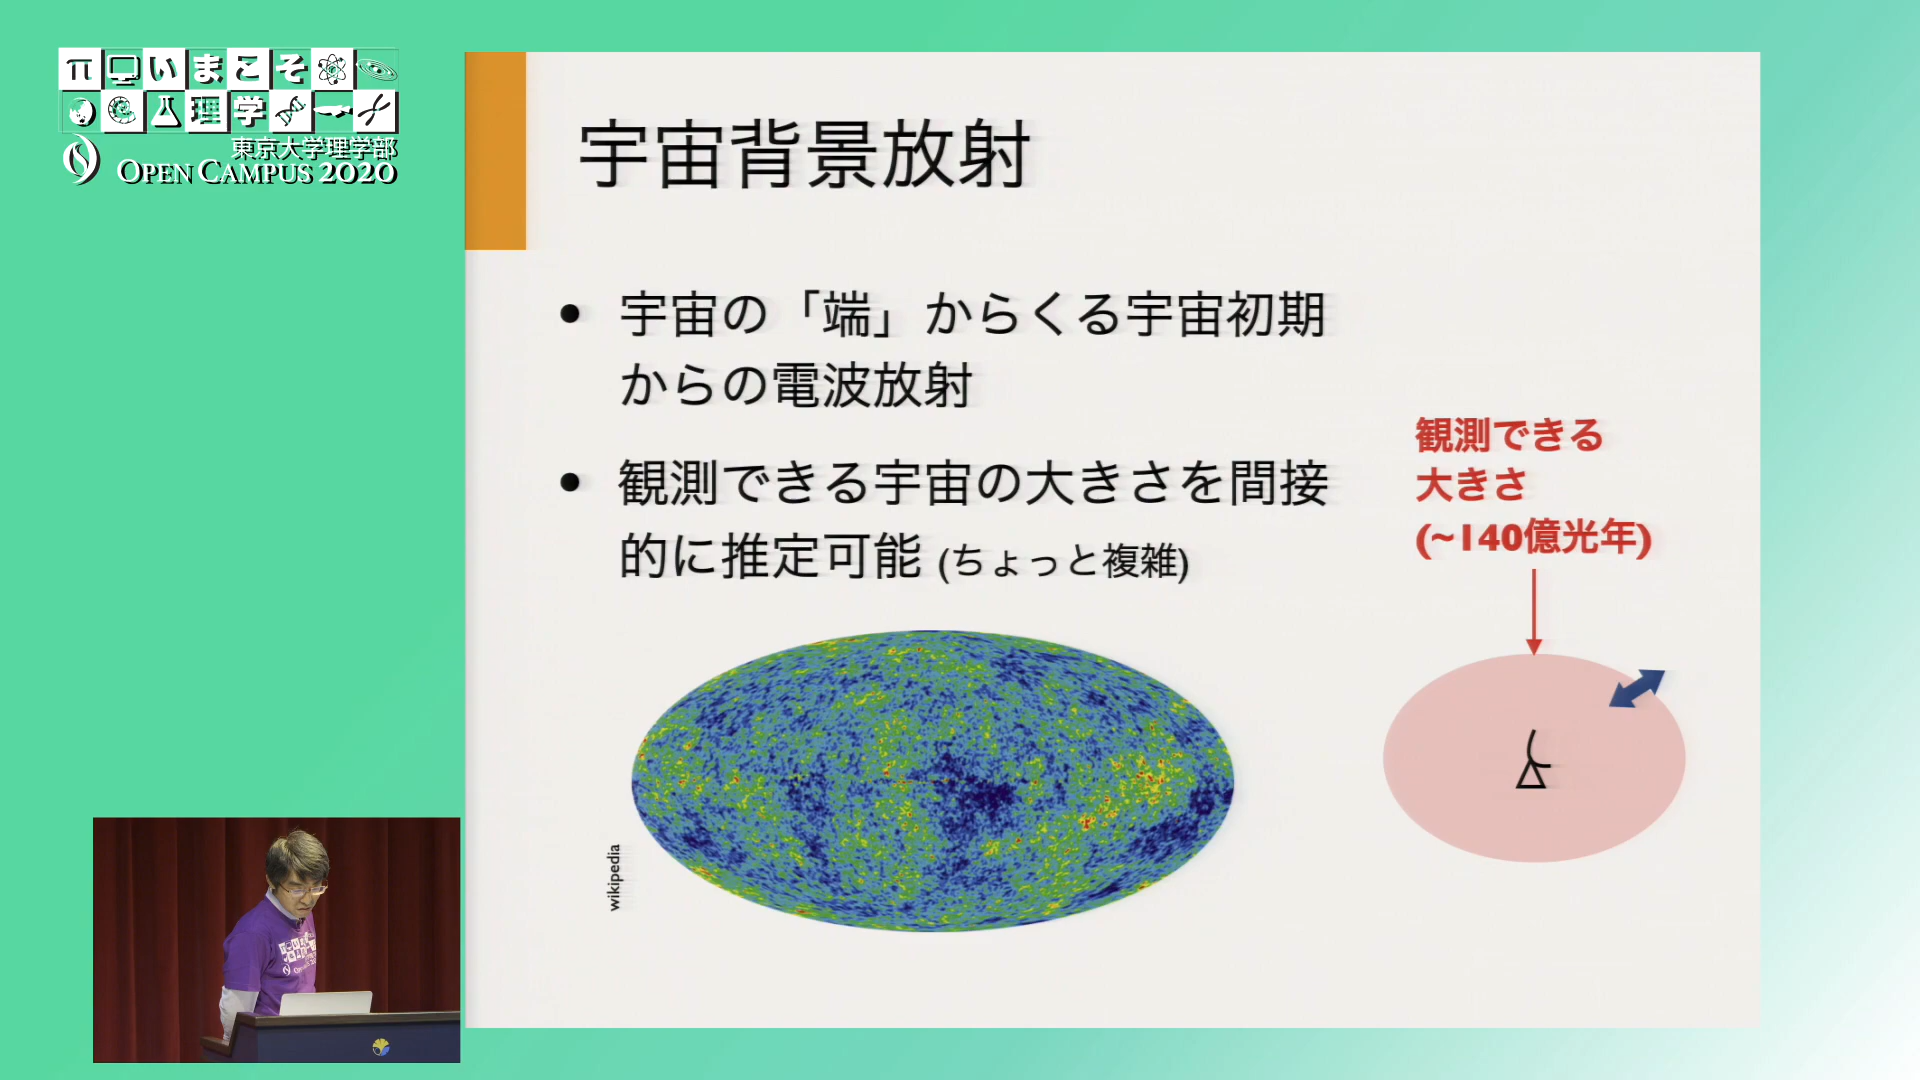 π いまこそ
理学
東京大学理学部
OPEN CAMPUS 2020
宇宙背景放射
• 宇宙の「端」からくる宇宙初期
からの電波放射
• 観測できる宇宙の大きさを間接
的に推定可能 (ちょっと複雑)
観測できる
大きさ
(~140億光年)
wikipedia